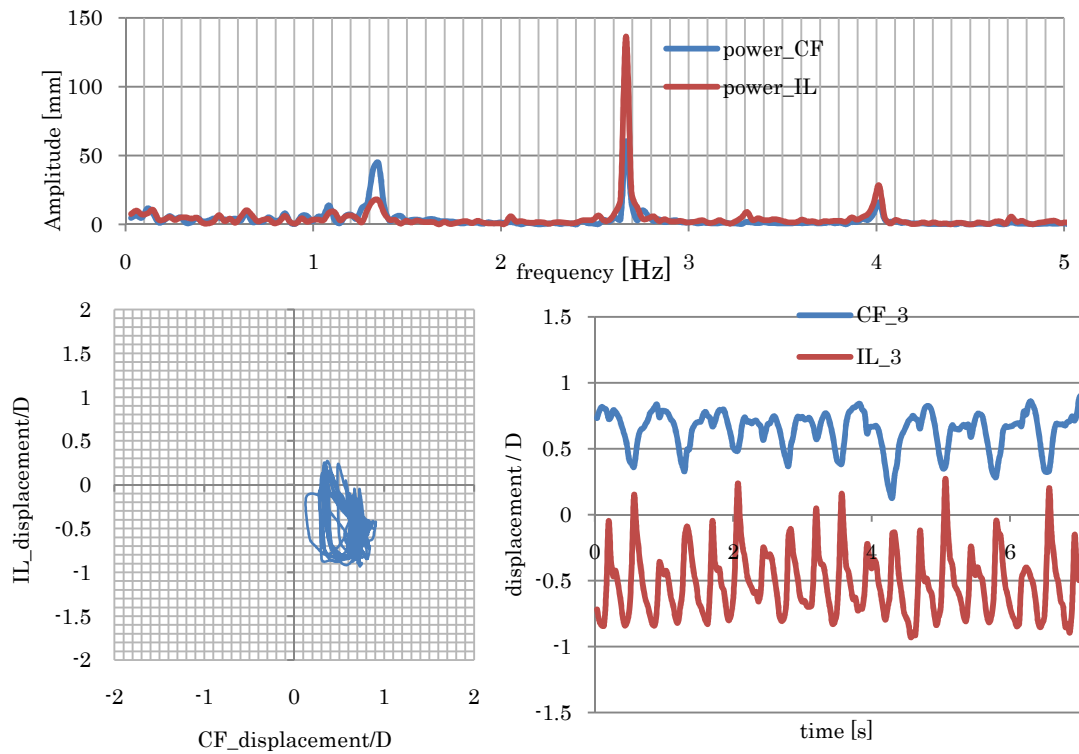 150
100
50
0
Amplitude [mm]
power_CF
power_IL
0 1 2 3 4 5
frequency [Hz]
2
1.5
1
0.5
0
-0.5
-1
-1.5
-2
IL_displacement/D
-2 -1 0 1 2
CF_displacement/D
1.5
1
0.5
0
-0.5
-1
-1.5
displacement / D
CF_3
IL_3
0 2 4 6
time [s]